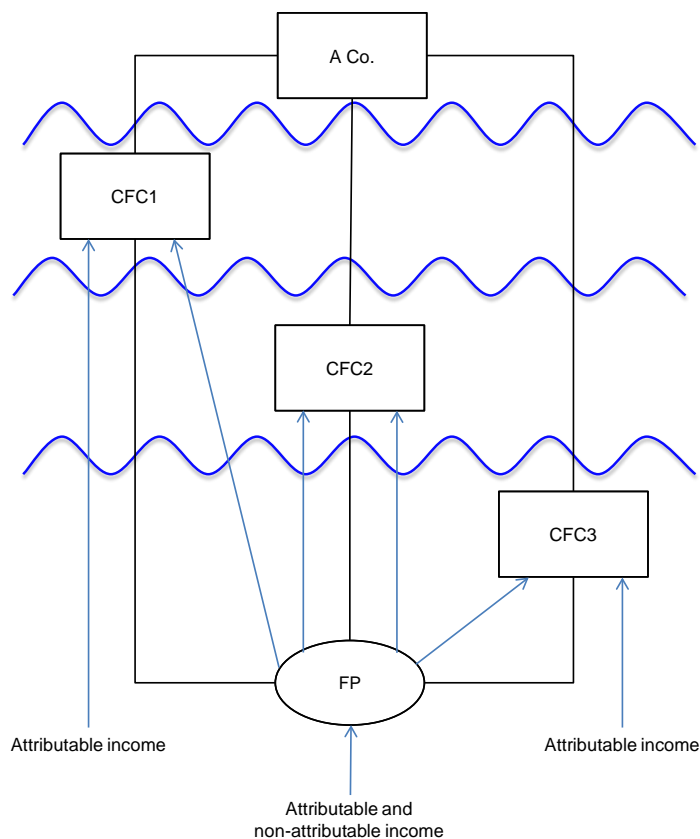 A Co.
CFC1
CFC2
CFC3
FP
Attributable income
Attributable income
Attributable and
non-attributable income